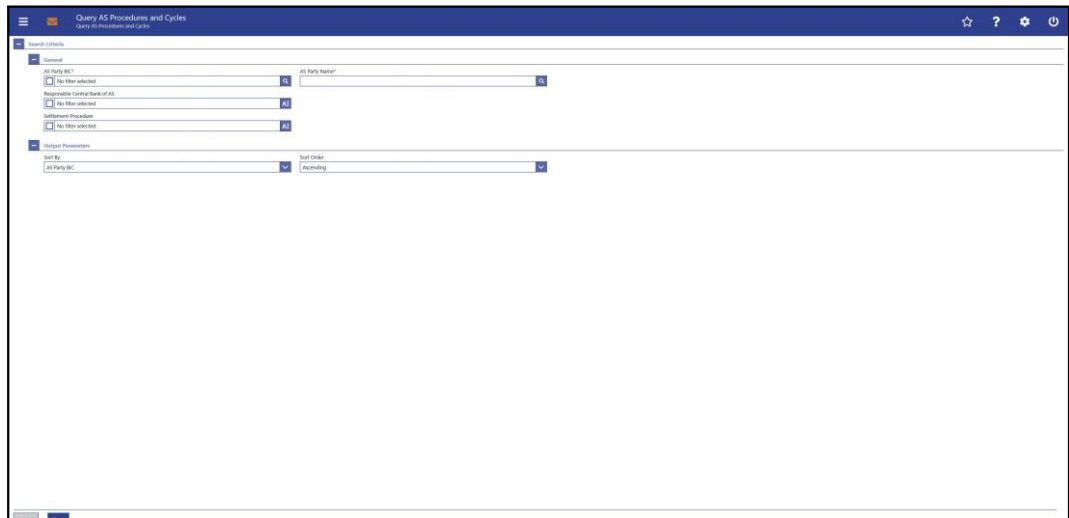 Query AS Procedures and Cycles
Query AS Procedures and Cycles
Search Criteria
General
AS Party BIC* AS Party Name*
No filter selected
Responsible Central Bank of AS
No filter selected AI
Settlement Procedure
No filter selected AI
Output Parameters
Sort By Sort Order
AS Party BIC Ascending